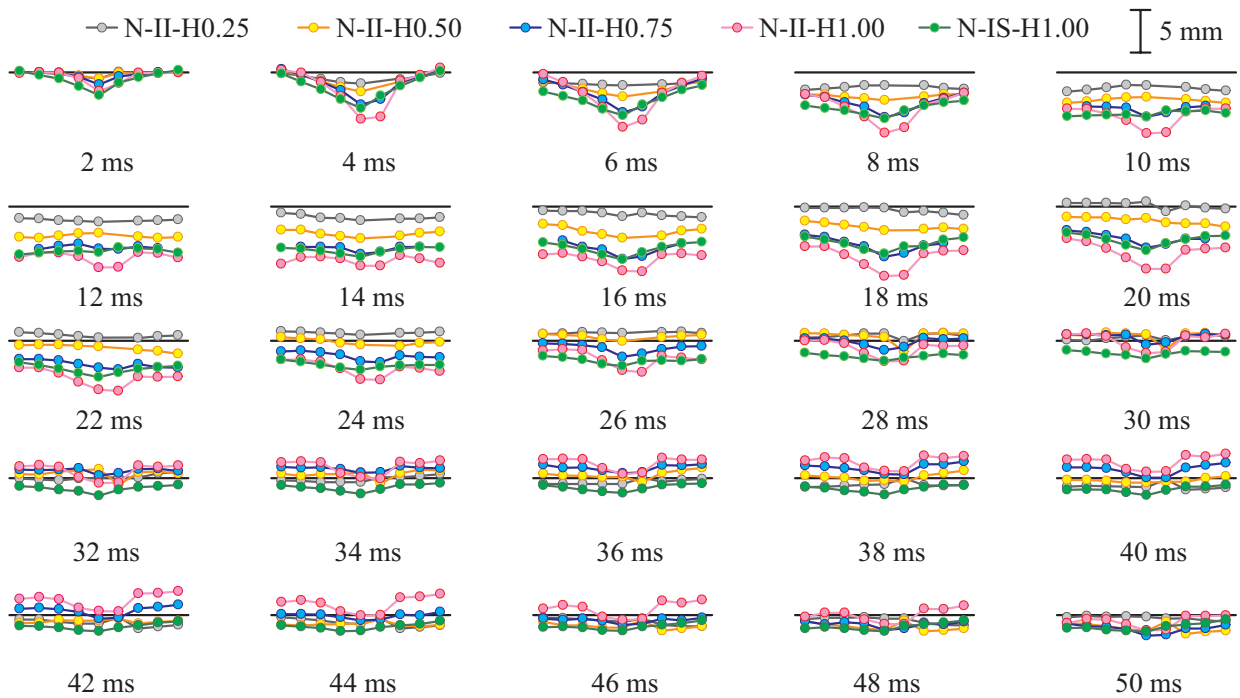 N-II-H0.25 N-II-H0.50 N-II-H0.75 N-II-H1.00 N-IS-H1.00 5 mm
2 ms 4 ms 6 ms 8 ms 10 ms
12 ms 14 ms 16 ms 18 ms 20 ms
22 ms 24 ms 26 ms 28 ms 30 ms
32 ms 34 ms 36 ms 38 ms 40 ms
42 ms 44 ms 46 ms 48 ms 50 ms